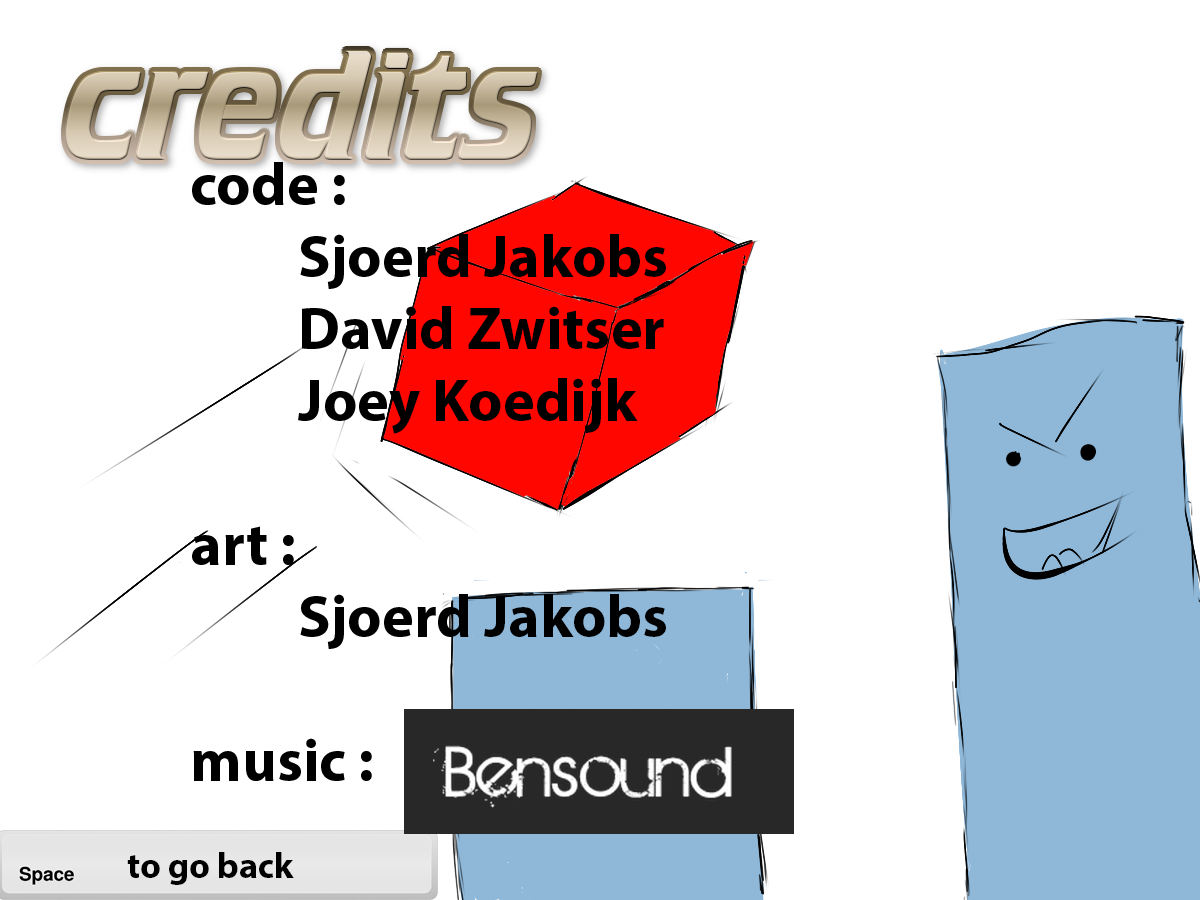 credits
code :
Sjoerd Jakobs
David Zwitser
Joey Koedijk
art :
Sjoerd Jakobs
music :
Bensound
Space to go back